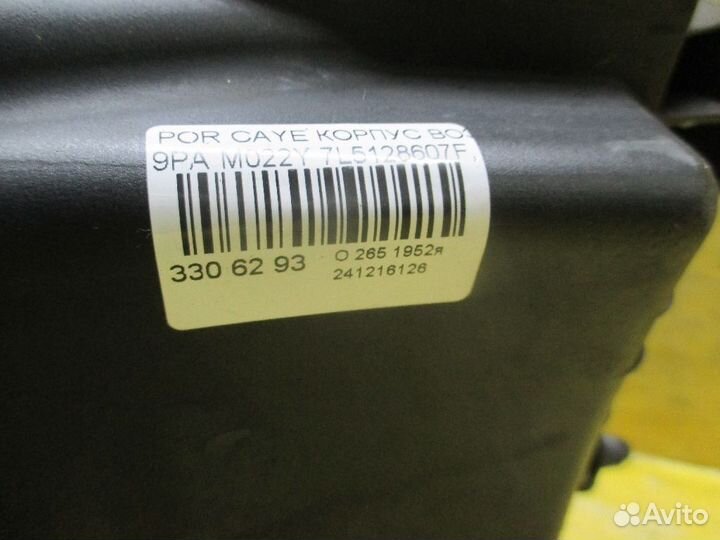 POR CAYE КОРПУС ВО
9PA M022Y 7L5128607F
330 62 93
O 265 1952я
241216126
Avito